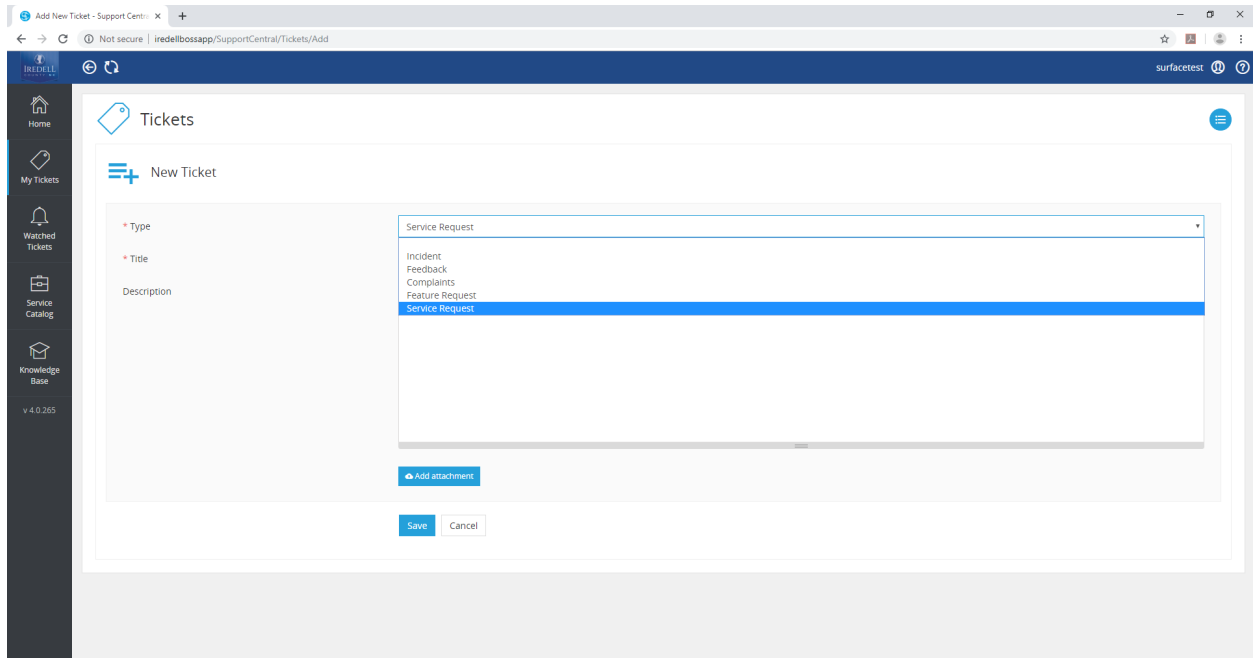 Add New Ticket - Support Centr
Not secure | iredellbossapp/SupportCentral/Tickets/Add
IREDELL
surfacetest
Home
My Tickets
Watched
Tickets
Service
Catalog
Knowledge
Base
v 4.0.265
Tickets
New Ticket
* Type
Service Request
* Title
Description
Incident
Feedback
Complaints
Feature Request
Service Request
Add attachment
Save
Cancel